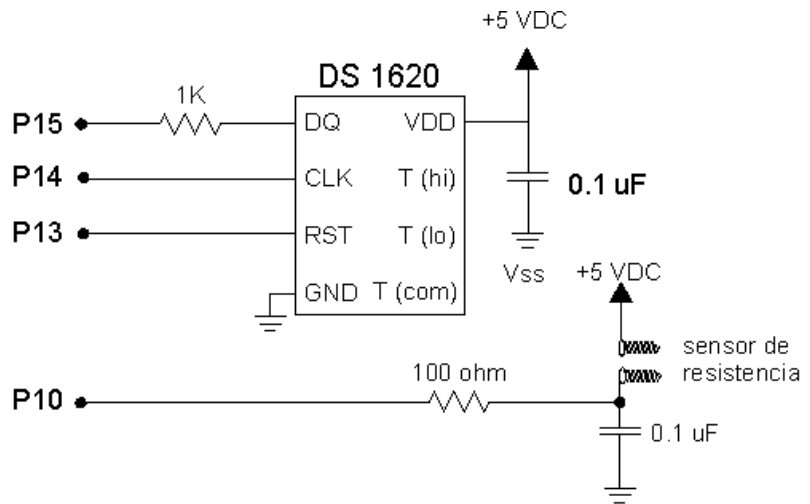 +5 VDC
DS 1620
1K
P15
DQ
VDD
P14
CLK
T (hi)
0.1 uF
P13
RST
T (lo)
Vss
+5 VDC
GND
T (com)
sensor de
resistencia
100 ohm
P10
0.1 uF